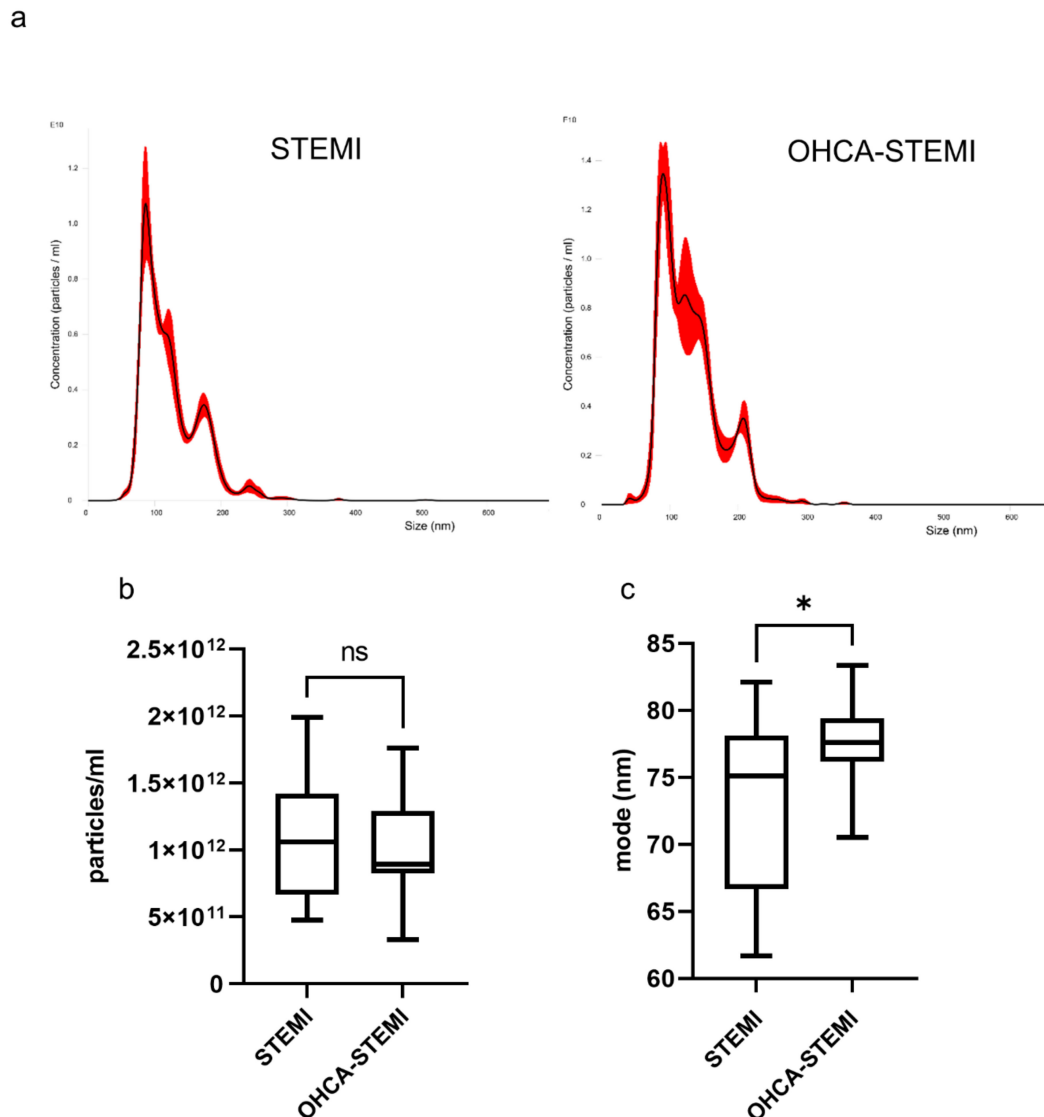 a
STEMI
E10
Concentration (particles / ml)
1.2
1.0
0.8
0.6
0.4
0.2
0
0 100 200 300 400 500 600
Size (nm)
OHCA-STEMI
E10
Concentration (particles / ml)
1.4
1.2
1.0
0.8
0.6
0.4
0.2
0
0 100 200 300 400 500 600
Size (nm)
b
particles/ml
2.5×10¹²
2×10¹²
1.5×10¹²
1×10¹²
5×10¹¹
0
ns
STEMI
OHCA-STEMI
c
mode (nm)
85
80
75
70
65
60
*
STEMI
OHCA-STEMI